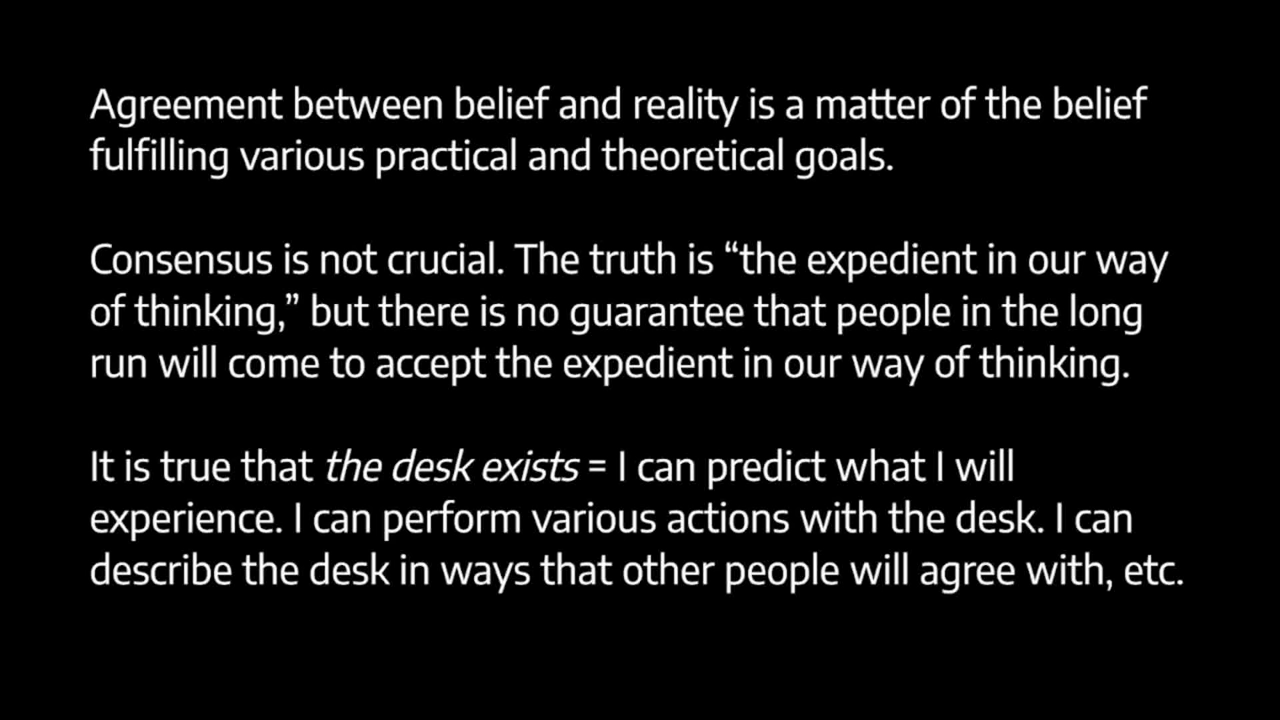 Agreement between belief and reality is a matter of the belief
fulfilling various practical and theoretical goals.
Consensus is not crucial. The truth is “the expedient in our way
of thinking,” but there is no guarantee that people in the long
run will come to accept the expedient in our way of thinking.
It is true that the desk exists = I can predict what I will
experience. I can perform various actions with the desk. I can
describe the desk in ways that other people will agree with, etc.